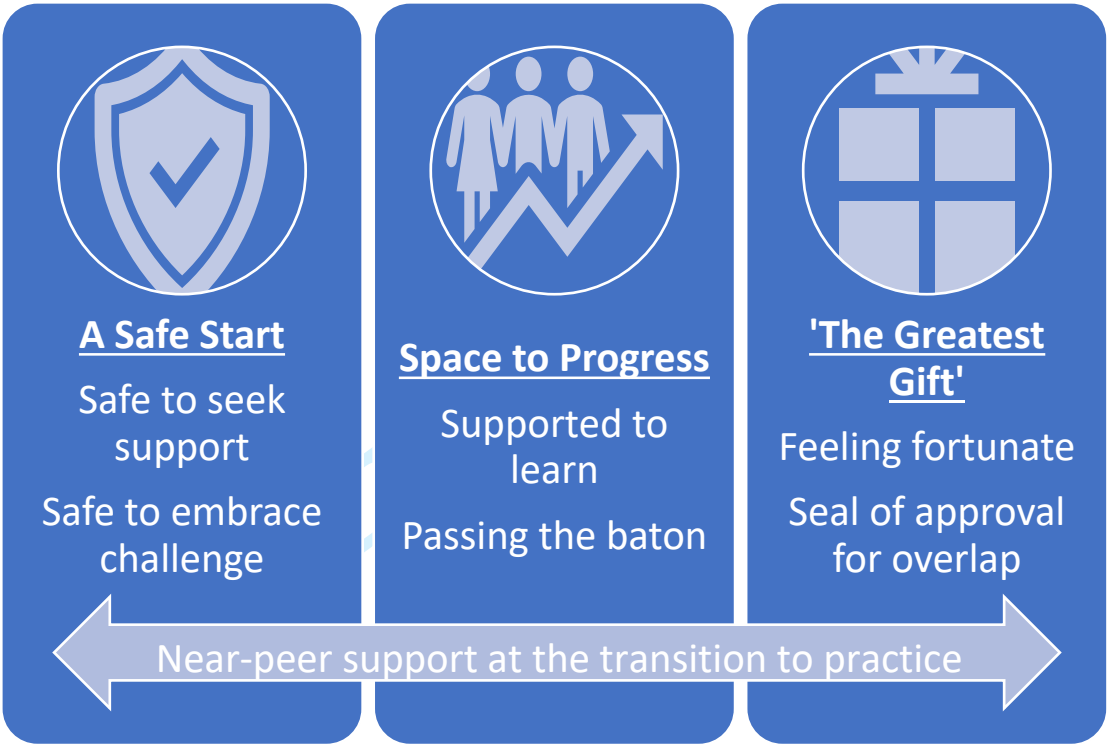 A Safe Start
Safe to seek
support
Safe to embrace
challenge
Space to Progress
Supported to
learn
Passing the baton
'The Greatest
Gift'
Feeling fortunate
Seal of approval
for overlap
Near-peer support at the transition to practice